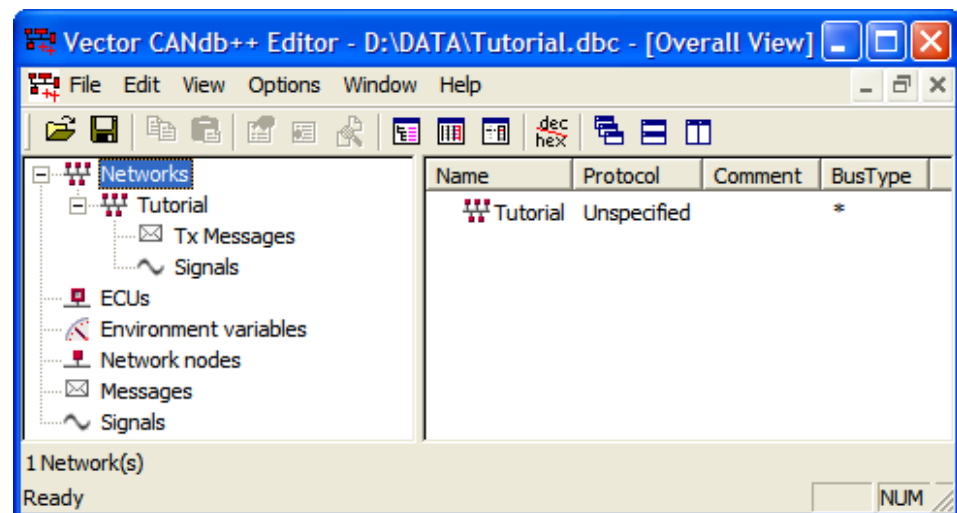 Vector CANdb++ Editor - D:\DATA\Tutorial.dbc - [Overall View]
File Edit View Options Window Help
dec
hex
Networks
Tutorial
Tx Messages
Signals
ECUs
Environment variables
Network nodes
Messages
Signals
Name Protocol Comment BusType
Tutorial Unspecified *
1 Network(s)
Ready NUM